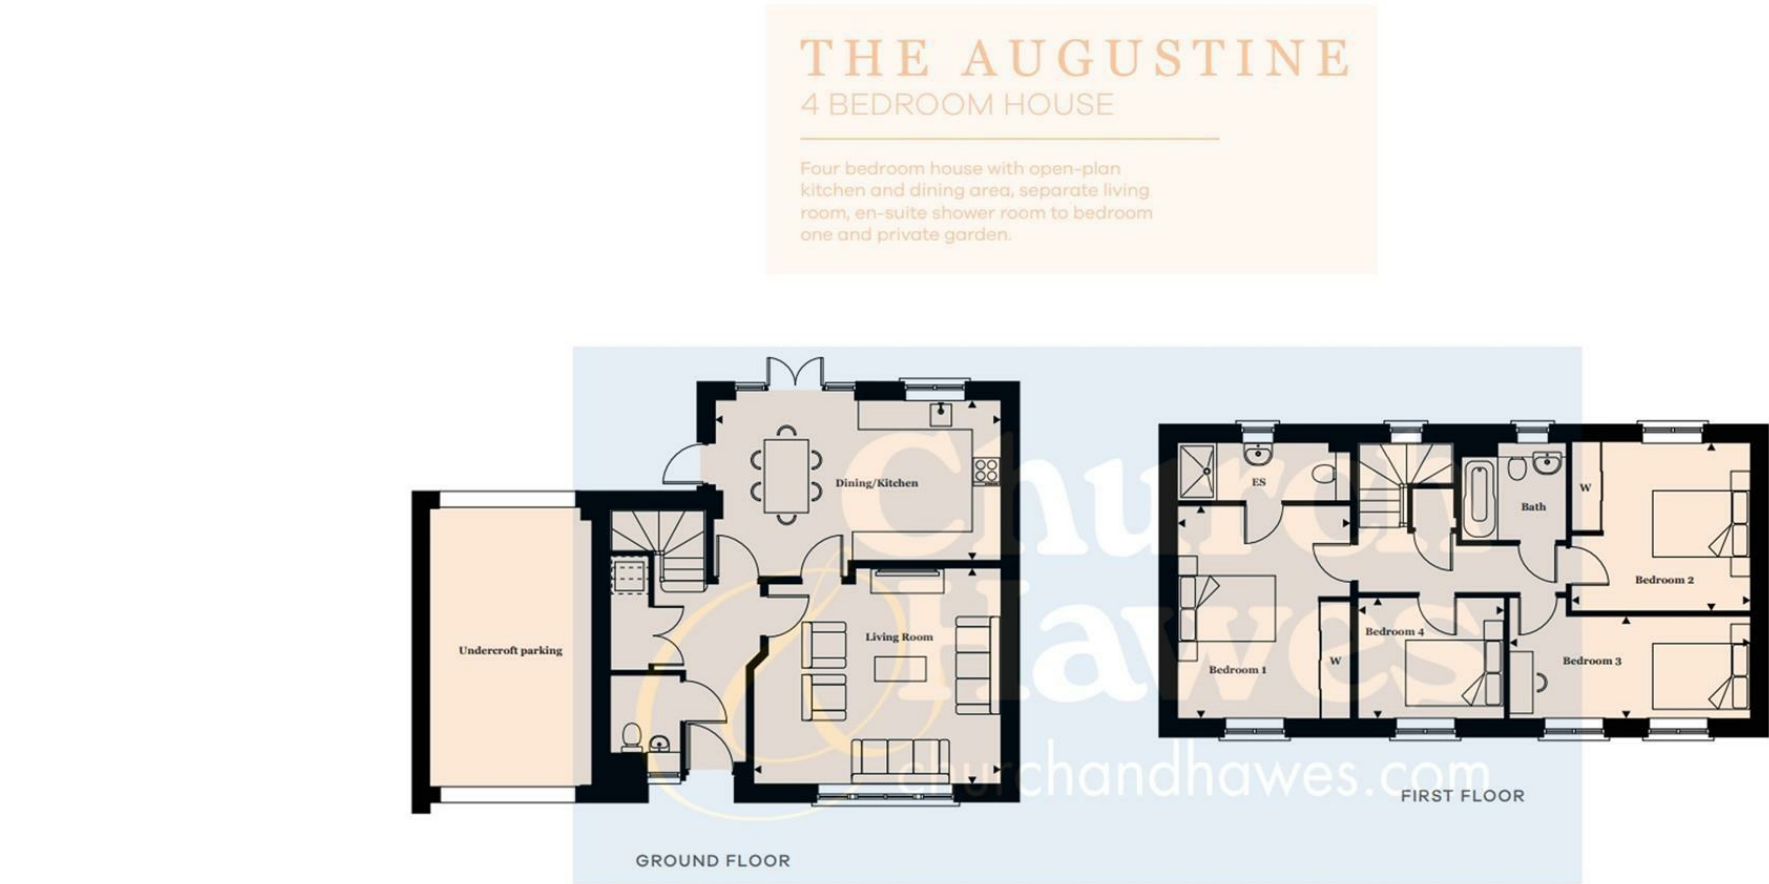 THE AUGUSTINE
4 BEDROOM HOUSE
Four bedroom house with open-plan
kitchen and dining area, separate living
room, en-suite shower room to bedroom
one and private garden.
Dining/Kitchen
Living Room
Undercroft parking
GROUND FLOOR
ES
Bath
W
Bedroom 2
Bedroom 4
Bedroom 3
Bedroom 1
W
FIRST FLOOR
Church
& Hawes
churchandhawes.com